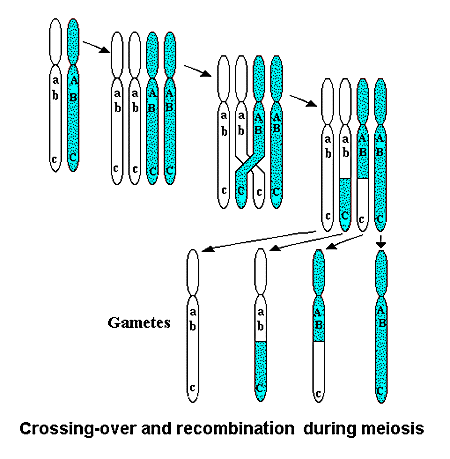 a A
b B
c C
a a A A
b b B B
c c C C
a a A A
b b B B
c C c C
a a A A
b b B B
c C c C
a a A A
Gametes b b B B
c C c C
Crossing-over and recombination during meiosis